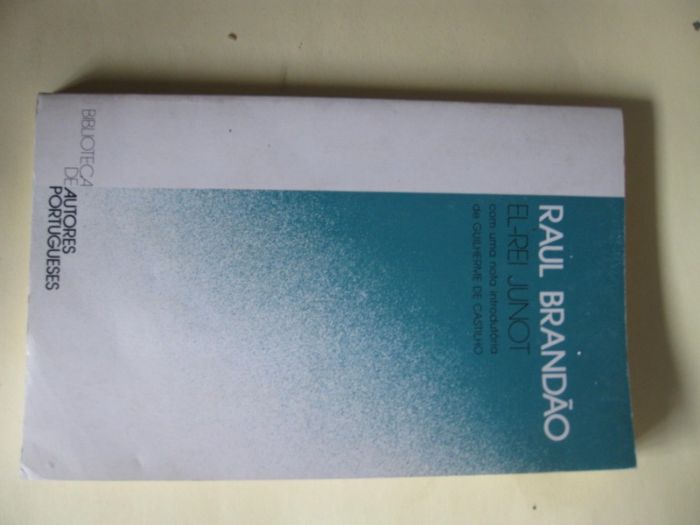 RAUL BRANDÃO
EL-REI JUNOT
com uma nota introdutória
de GUILHERME DE CASTILHO
BIBLIOTECA
DE AUTORES
PORTUGUESES